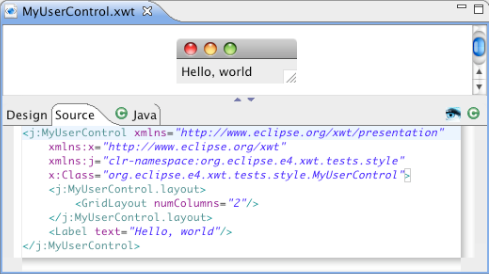 MyUserControl.xwt
Hello, world
Design Source Java
<j:MyUserControl xmlns="http://www.eclipse.org/xwt/presentation"
xmlns:x="http://www.eclipse.org/xwt"
xmlns:j="clr-namespace:org.eclipse.e4.xwt.tests.style"
x:Class="org.eclipse.e4.xwt.tests.style.MyUserControl">
<j:MyUserControl.layout>
<GridLayout numColumns="2"/>
</j:MyUserControl.layout>
<Label text="Hello, world"/>
</j:MyUserControl>